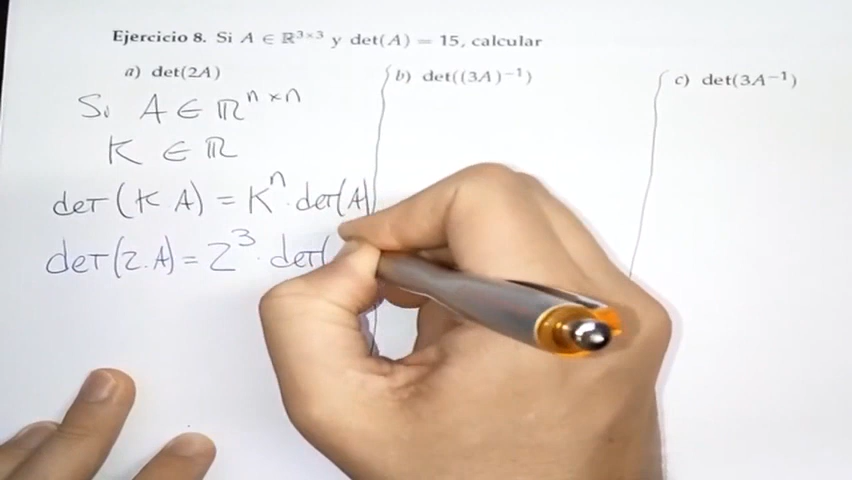 Ejercicio 8. Si A ∈ ℝ³ˣ³ y det(A) = 15, calcular
a) det(2A)
Si A ∈ ℝⁿˣⁿ
K ∈ ℝ
det(K A) = Kⁿ · det(A)
det(2.A) = 2³ · det(
b) det((3A)⁻¹)
c) det(3A⁻¹)